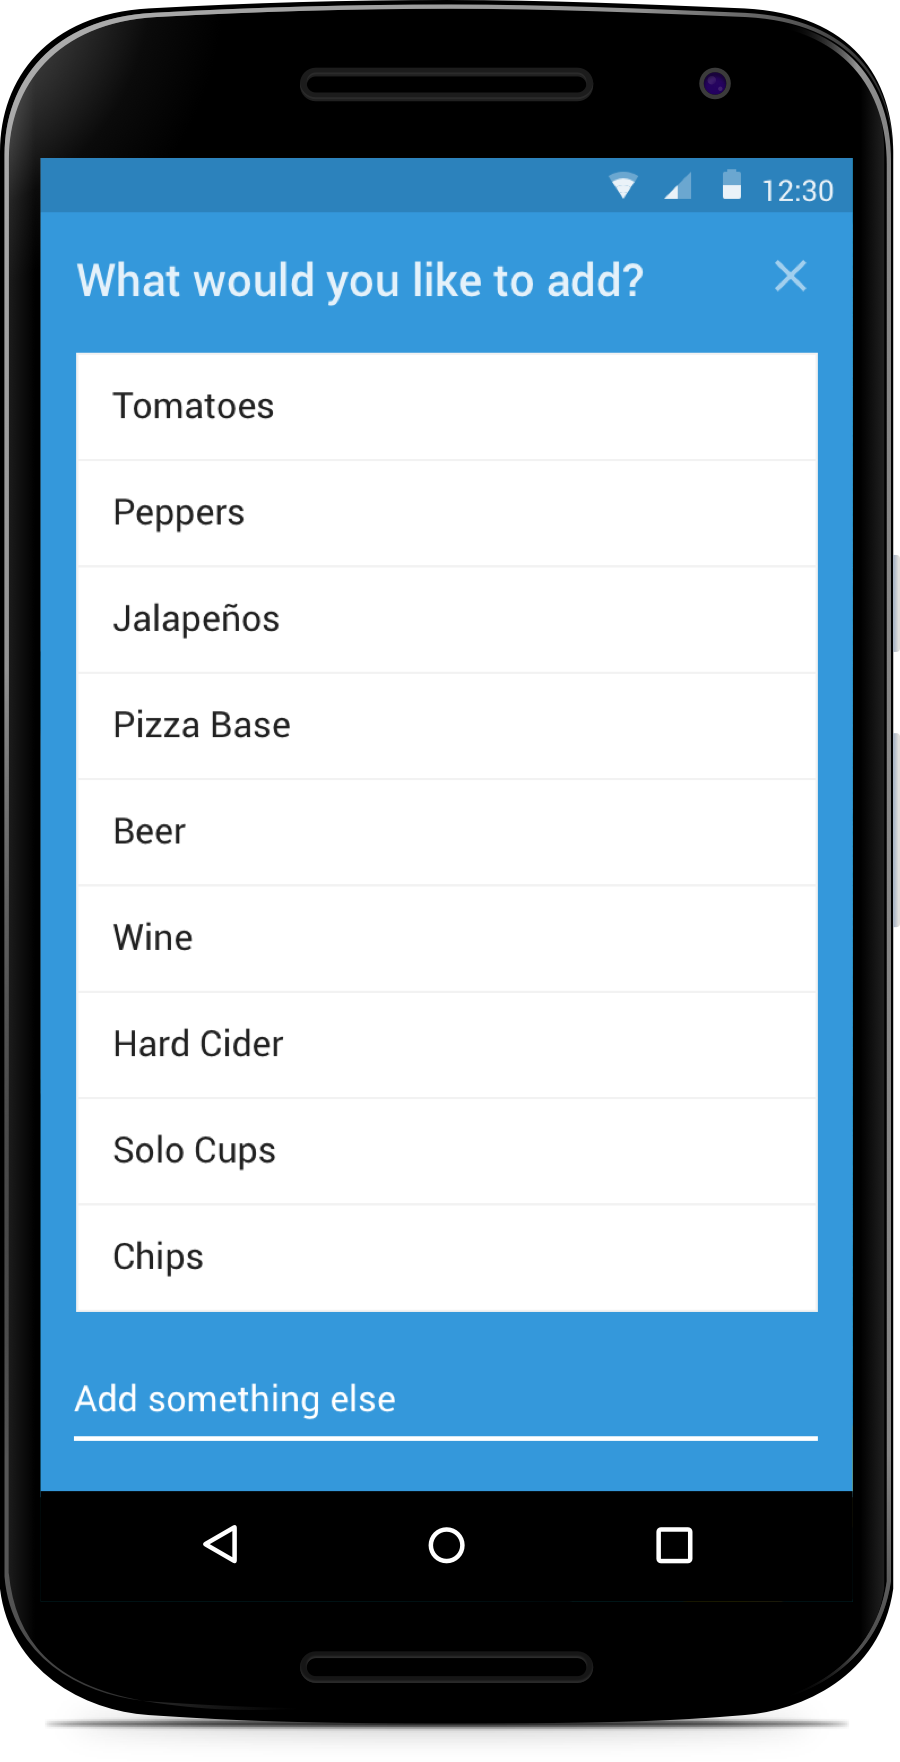 12:30
What would you like to add?
Tomatoes
Peppers
Jalapeños
Pizza Base
Beer
Wine
Hard Cider
Solo Cups
Chips
Add something else